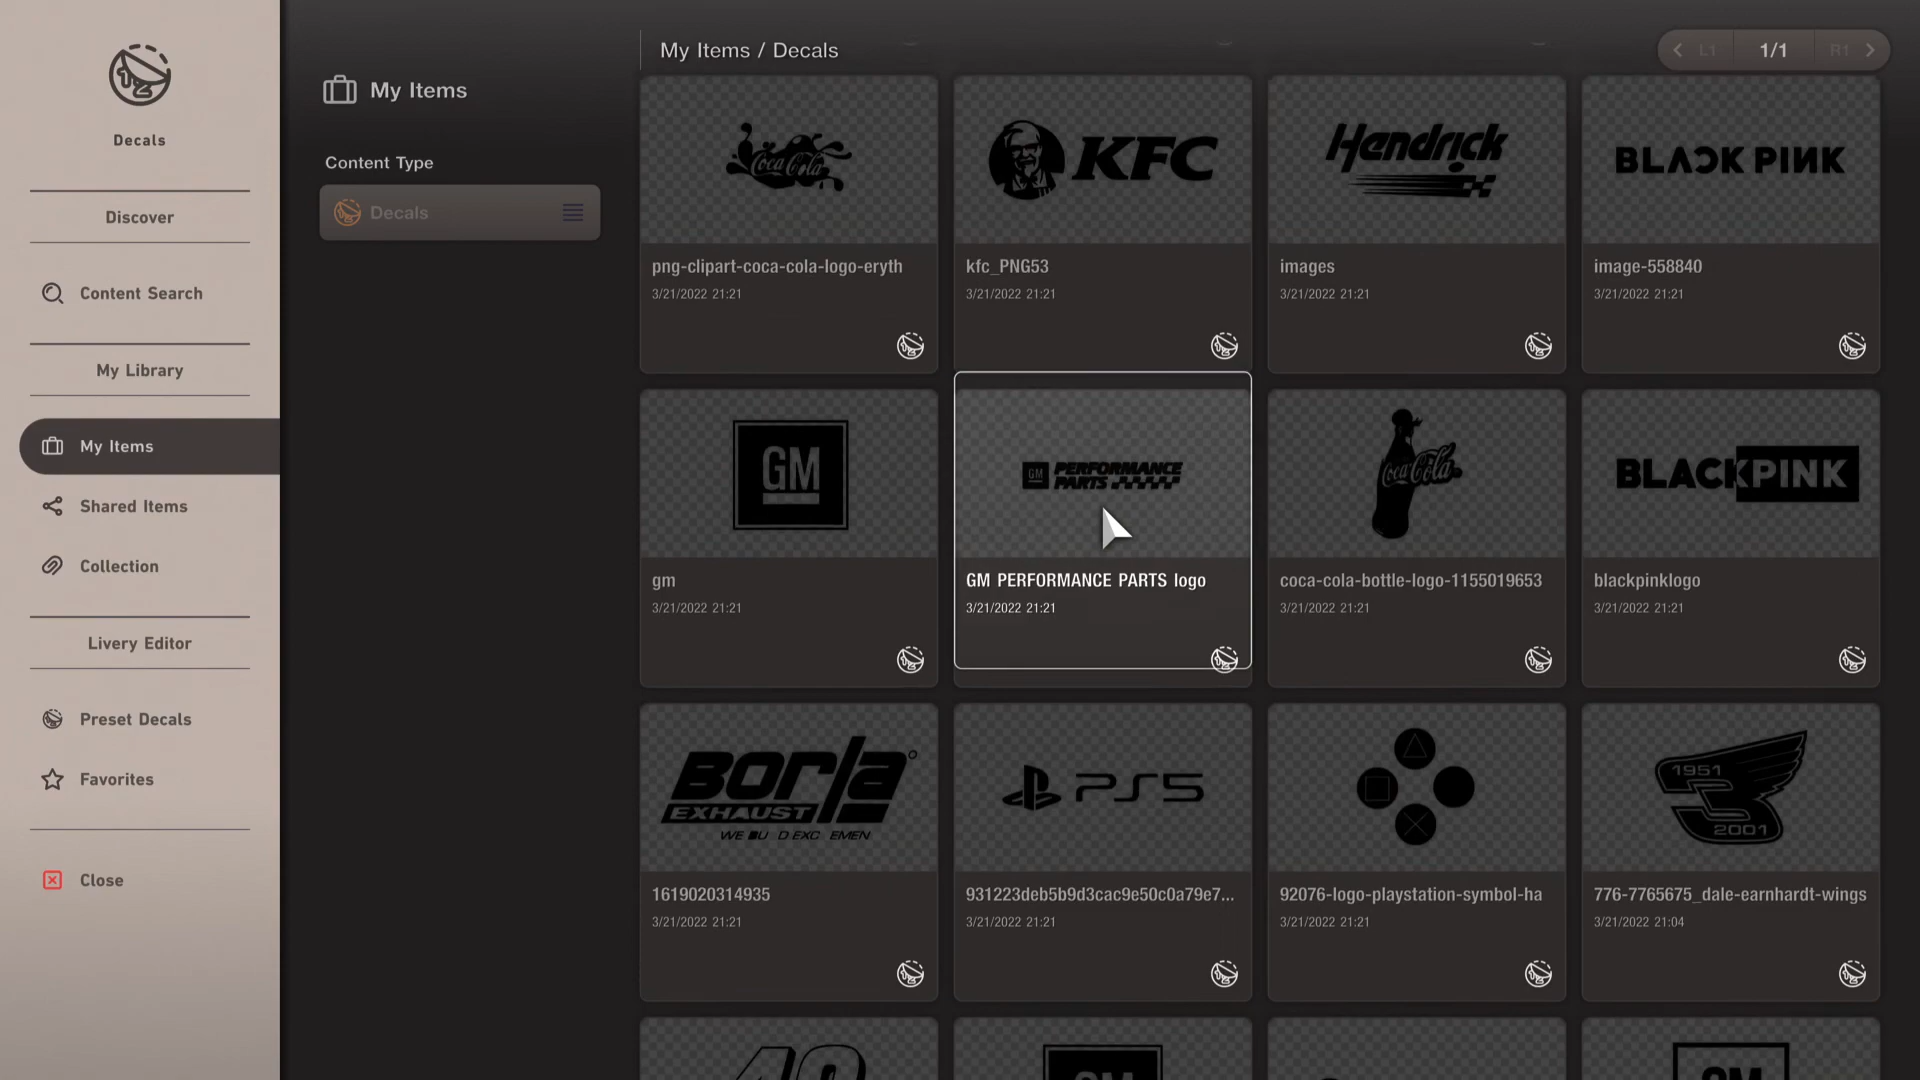 Decals
Discover
Content Search
My Library
My Items
Shared Items
Collection
Livery Editor
Preset Decals
Favorites
Close
My Items
Content Type
Decals
My Items / Decals
L1 1/1 R1
Coca-Cola
png-clipart-coca-cola-logo-eryth
3/21/2022 21:21
KFC
kfc_PNG53
3/21/2022 21:21
Hendrick
images
3/21/2022 21:21
BLACK PINK
image-558840
3/21/2022 21:21
GM
gm
3/21/2022 21:21
GM PERFORMANCE
PARTS
GM PERFORMANCE PARTS logo
3/21/2022 21:21
Coca-Cola
coca-cola-bottle-logo-1155019653
3/21/2022 21:21
BLACKPINK
blackpinklogo
3/21/2022 21:21
Borla
EXHAUST
1619020314935
3/21/2022 21:21
PS5
931223deb5b9d3cac9e50c0a79e7...
3/21/2022 21:21
92076-logo-playstation-symbol-ha
3/21/2022 21:21
1951
3
2001
776-7765675_dale-earnhardt-wings
3/21/2022 21:04
GM